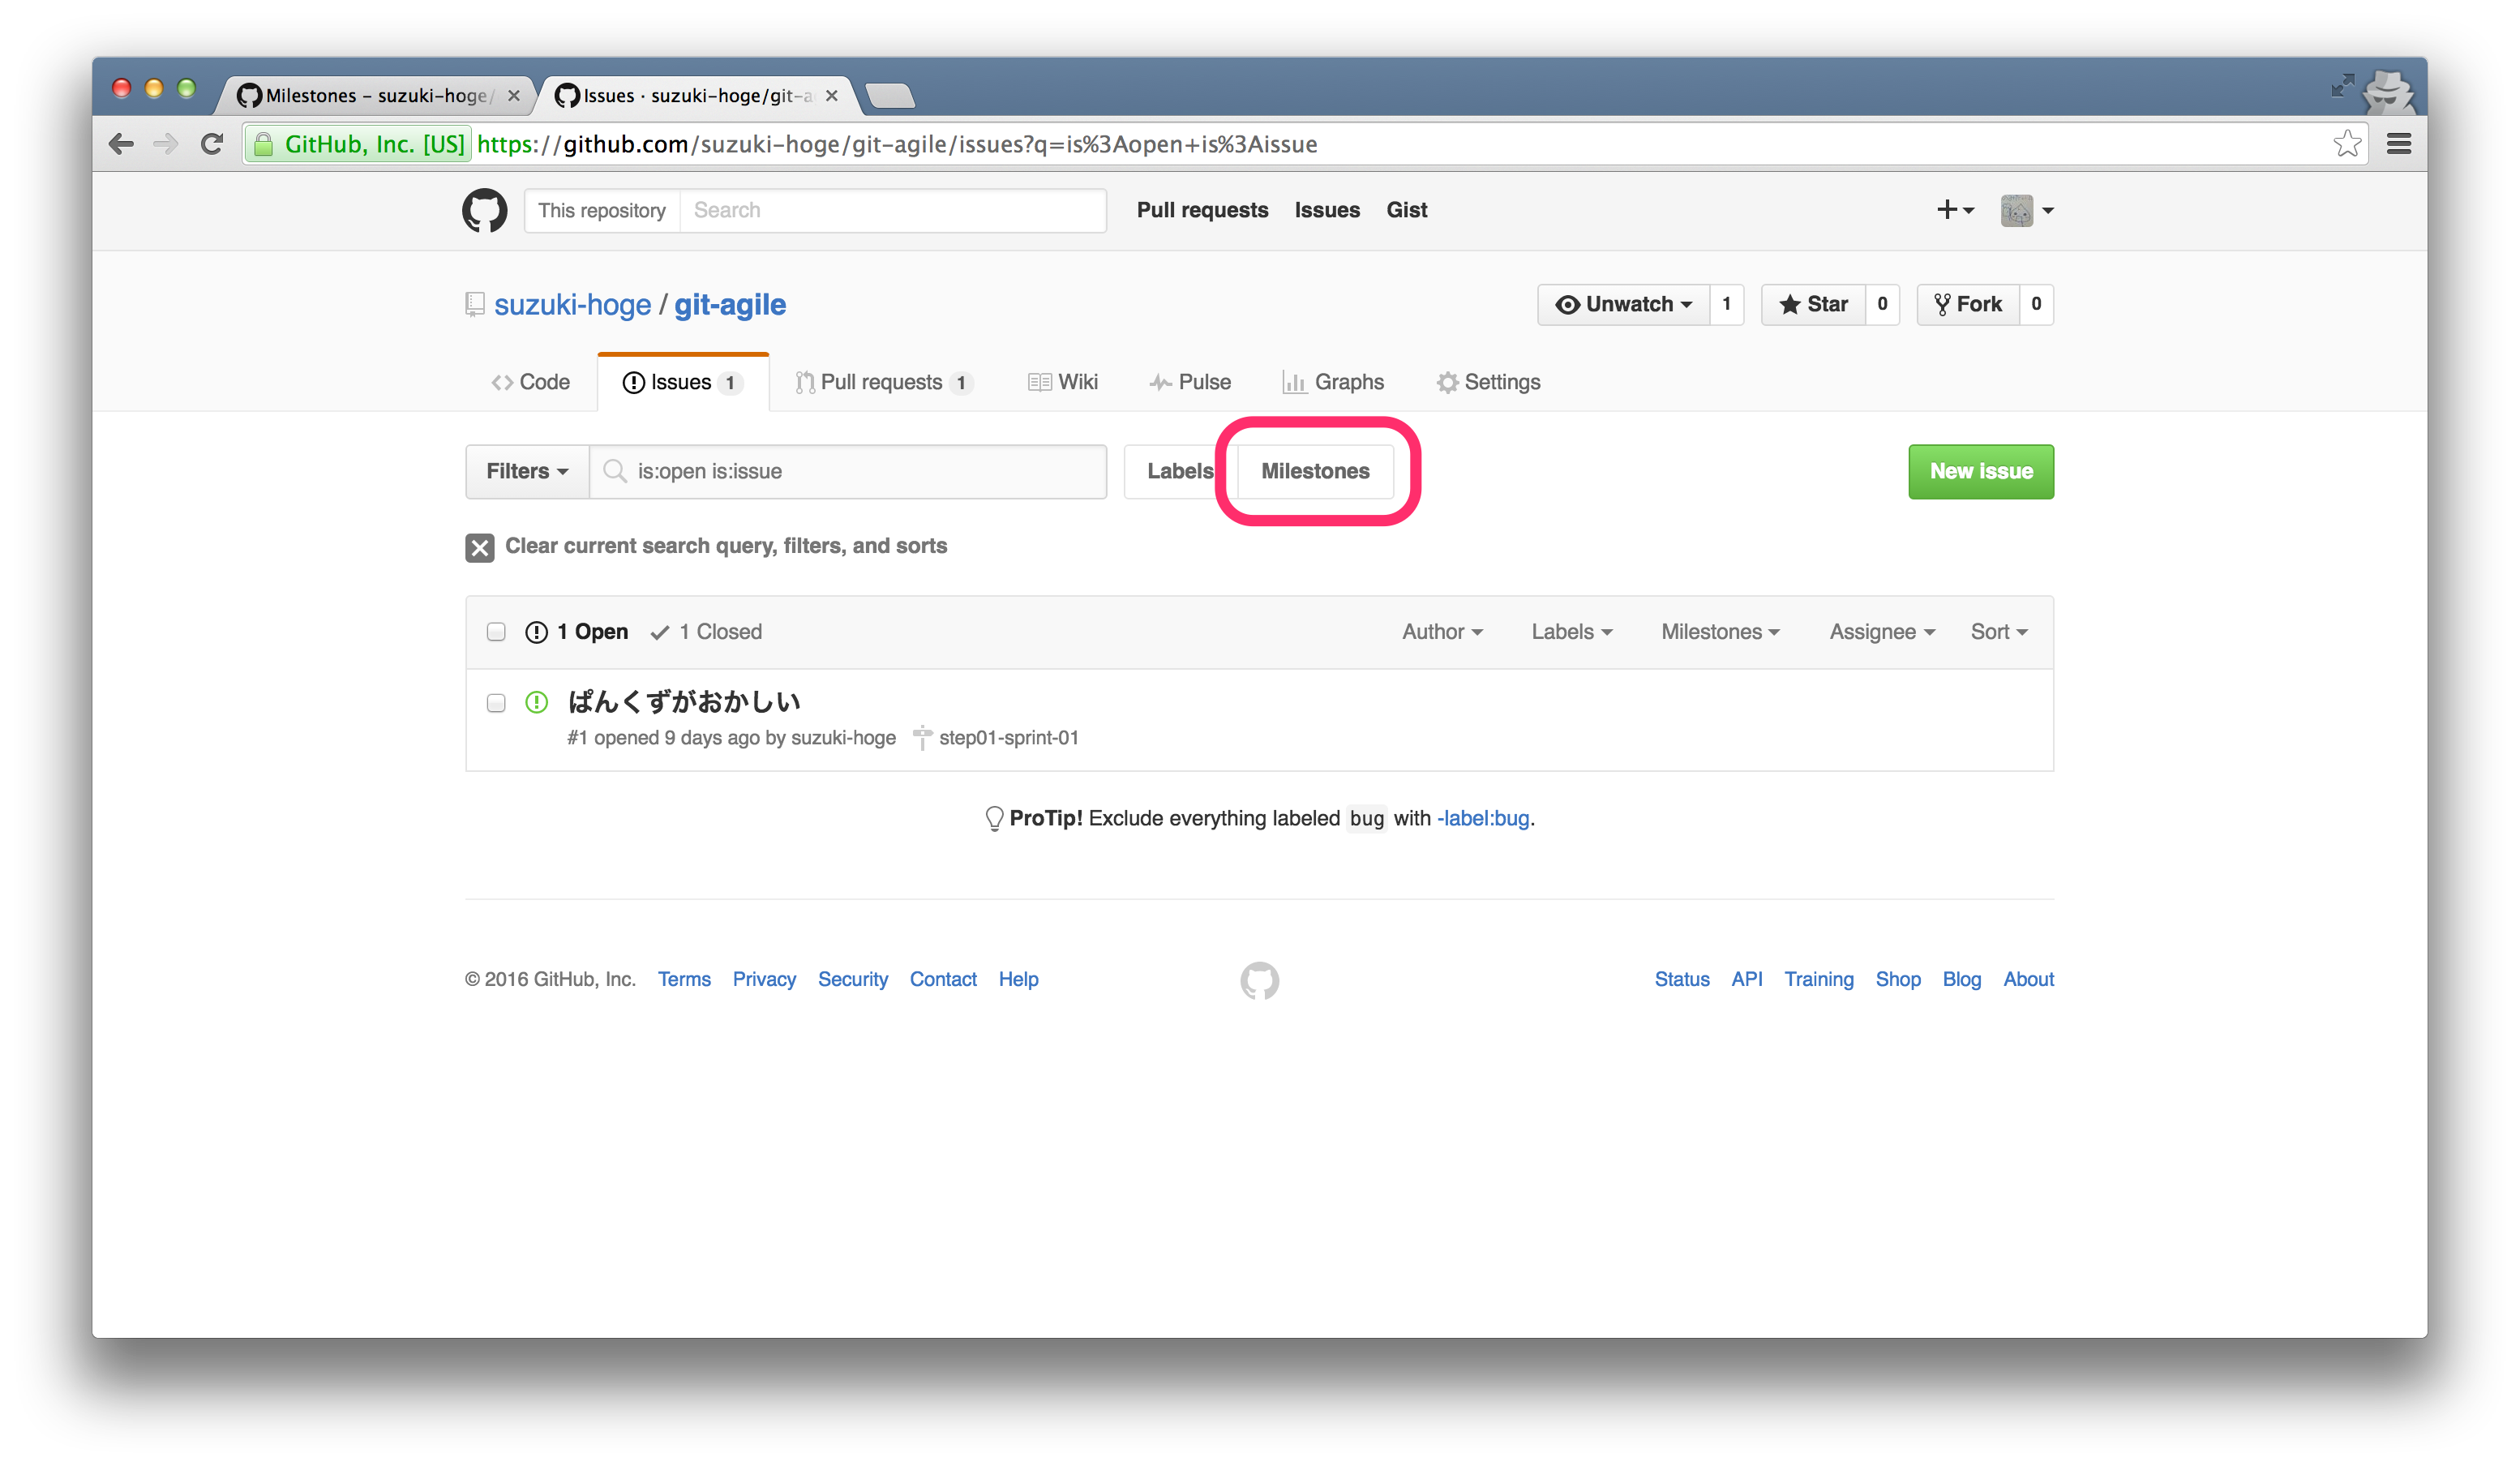 Milestones – suzuki-hoge/
Issues · suzuki-hoge/git-a
GitHub, Inc. [US] https://github.com/suzuki-hoge/git-agile/issues?q=is%3Aopen+is%3Aissue
This repository Search Pull requests Issues Gist
suzuki-hoge / git-agile Unwatch 1 Star 0 Fork 0
Code Issues 1 Pull requests 1 Wiki Pulse Graphs Settings
Filters is:open is:issue Labels Milestones New issue
Clear current search query, filters, and sorts
1 Open 1 Closed Author Labels Milestones Assignee Sort
ぱんくずがおかしい
#1 opened 9 days ago by suzuki-hoge step01-sprint-01
ProTip! Exclude everything labeled bug with -label:bug.
© 2016 GitHub, Inc. Terms Privacy Security Contact Help Status API Training Shop Blog About